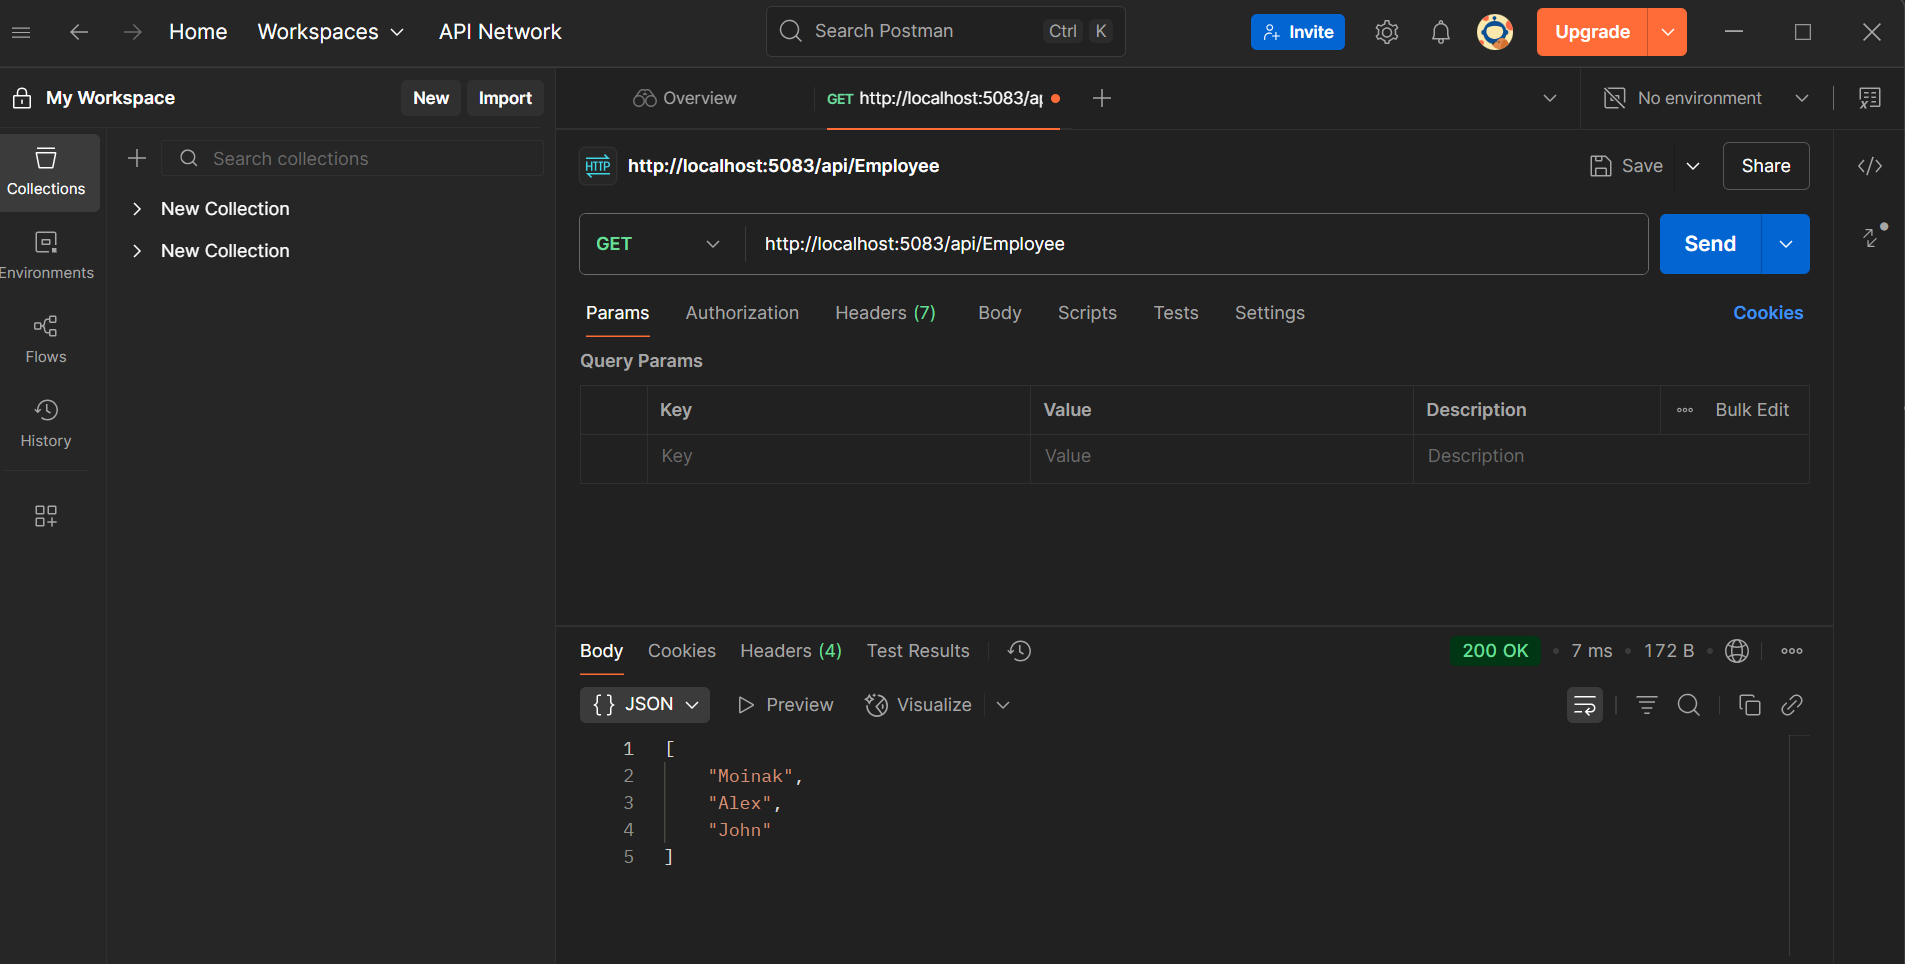 Home Workspaces API Network Search Postman Ctrl K Invite Upgrade
My Workspace New Import
Overview GET http://localhost:5083/ap No environment
Search collections
Collections
New Collection
New Collection
Environments
Flows
History
HTTP http://localhost:5083/api/Employee Save Share
GET http://localhost:5083/api/Employee Send
Params Authorization Headers (7) Body Scripts Tests Settings Cookies
Query Params
Key Value Description Bulk Edit
Key Value Description
Body Cookies Headers (4) Test Results 200 OK • 7 ms • 172 B •
{} JSON Preview Visualize
1 [
2 "Moinak",
3 "Alex",
4 "John"
5 ]